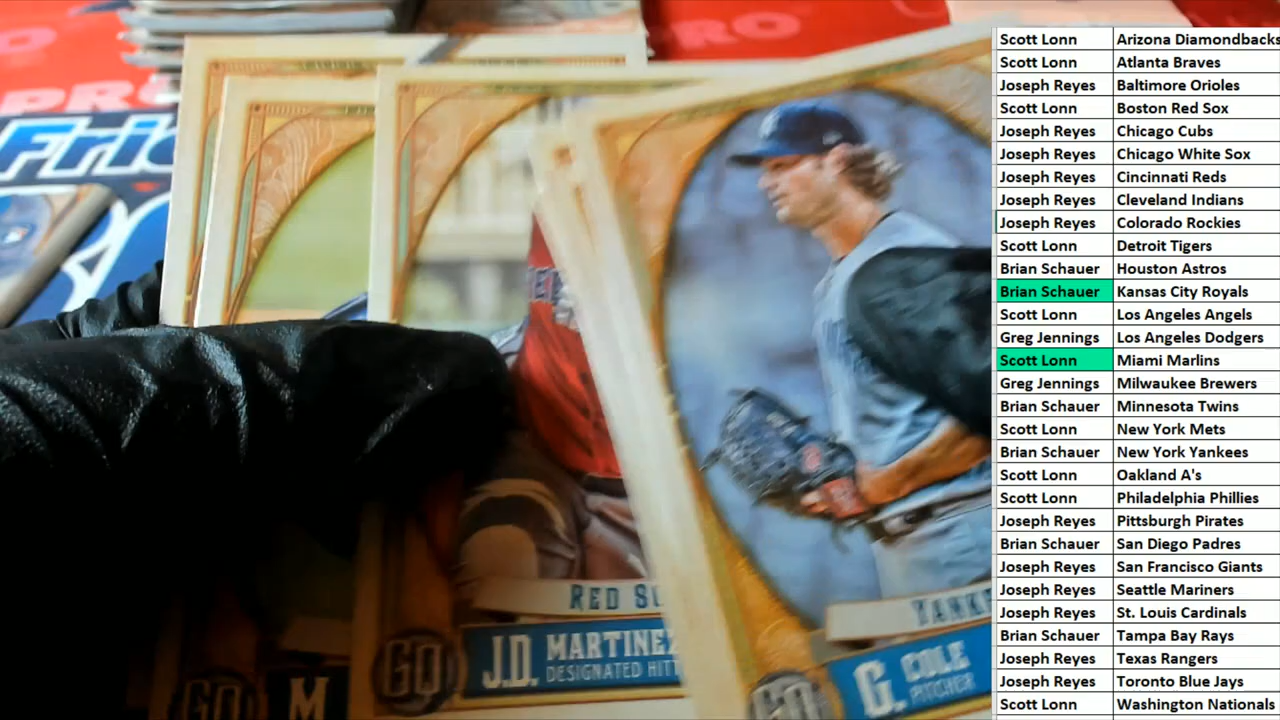 RO
PRO
PRO
Fric
RED S
J.D. MARTINEZ
DESIGNATED HITT
YANK
G. COLE
PITCHER
GQ
GQ
GQ
M
Scott Lonn Arizona Diamondbacks
Scott Lonn Atlanta Braves
Joseph Reyes Baltimore Orioles
Scott Lonn Boston Red Sox
Joseph Reyes Chicago Cubs
Joseph Reyes Chicago White Sox
Joseph Reyes Cincinnati Reds
Joseph Reyes Cleveland Indians
Joseph Reyes Colorado Rockies
Scott Lonn Detroit Tigers
Brian Schauer Houston Astros
Brian Schauer Kansas City Royals
Scott Lonn Los Angeles Angels
Greg Jennings Los Angeles Dodgers
Scott Lonn Miami Marlins
Greg Jennings Milwaukee Brewers
Brian Schauer Minnesota Twins
Scott Lonn New York Mets
Brian Schauer New York Yankees
Scott Lonn Oakland A's
Scott Lonn Philadelphia Phillies
Joseph Reyes Pittsburgh Pirates
Brian Schauer San Diego Padres
Joseph Reyes San Francisco Giants
Joseph Reyes Seattle Mariners
Joseph Reyes St. Louis Cardinals
Brian Schauer Tampa Bay Rays
Joseph Reyes Texas Rangers
Joseph Reyes Toronto Blue Jays
Scott Lonn Washington Nationals